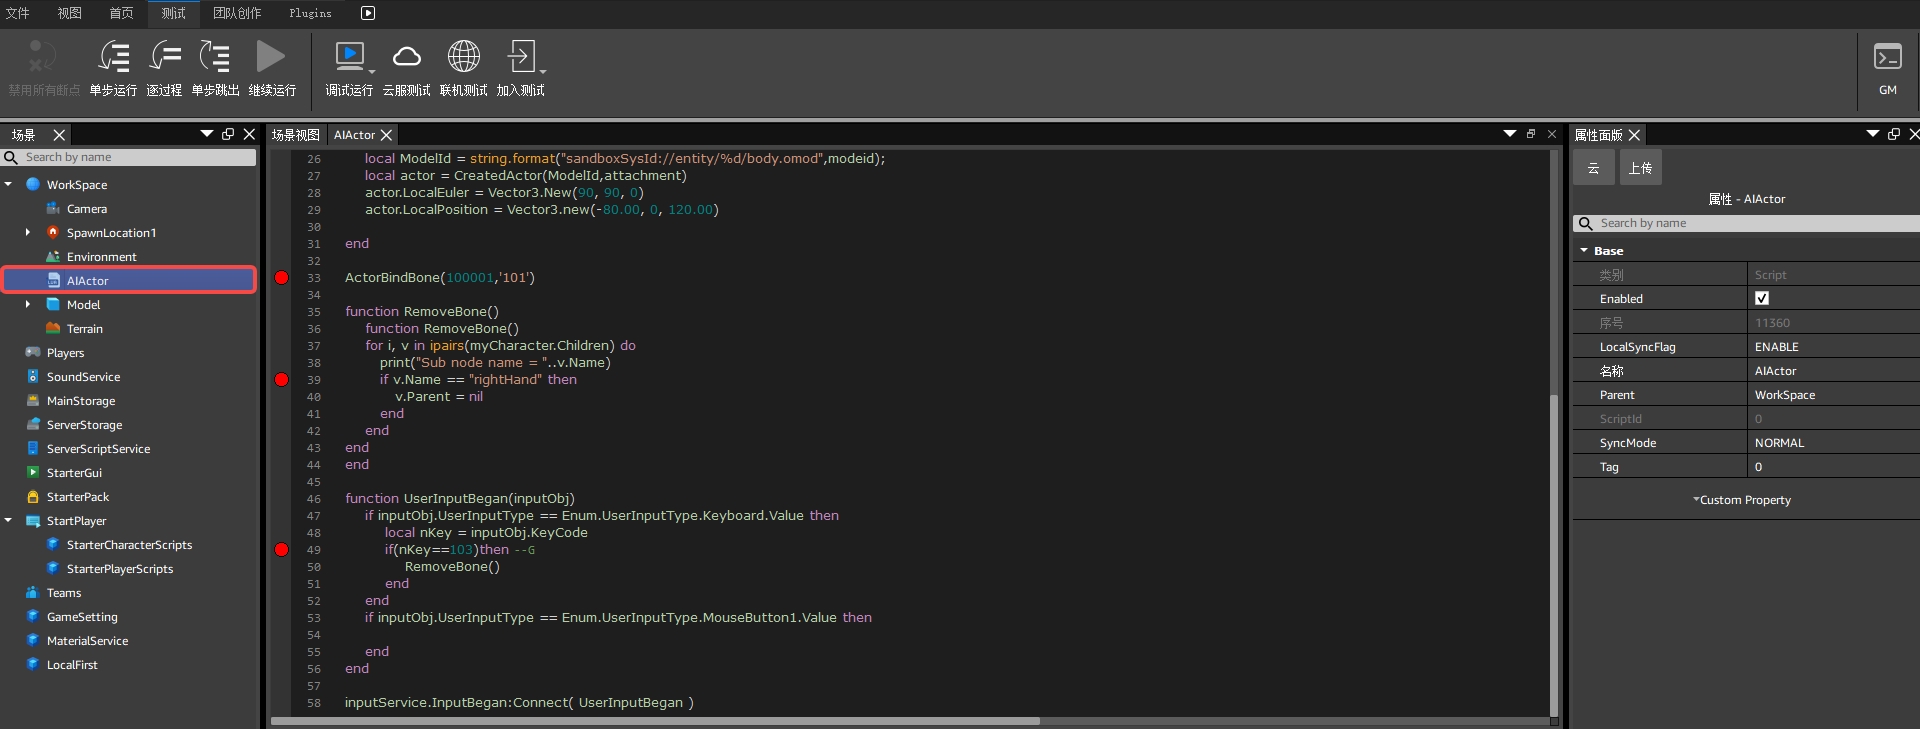 文件 视图 首页 测试 团队创作 Plugins
禁用所有断点 单步运行 逐过程 单步跳出 继续运行 调试运行 云服测试 联机测试 加入测试 GM
场景
Search by name
WorkSpace
Camera
SpawnLocation1
Environment
AIActor
Model
Terrain
Players
SoundService
MainStorage
ServerStorage
ServerScriptService
StarterGui
StarterPack
StartPlayer
StarterCharacterScripts
StarterPlayerScripts
Teams
GameSetting
MaterialService
LocalFirst
场景视图 AIActor
26 local ModelId = string.format("sandboxSysId://entity/%d/body.omod",modeid);
27 local actor = CreatedActor(ModelId,attachment)
28 actor.LocalEuler = Vector3.New(90, 90, 0)
29 actor.LocalPosition = Vector3.new(-80.00, 0, 120.00)
30
31 end
32
33 ActorBindBone(100001,'101')
34
35 function RemoveBone()
36 function RemoveBone()
37 for i, v in ipairs(myCharacter.Children) do
38 print("Sub node name = "..v.Name)
39 if v.Name == "rightHand" then
40 v.Parent = nil
41 end
42 end
43 end
44 end
45
46 function UserInputBegan(inputObj)
47 if inputObj.UserInputType == Enum.UserInputType.Keyboard.Value then
48 local nKey = inputObj.KeyCode
49 if(nKey==103)then --G
50 RemoveBone()
51 end
52 end
53 if inputObj.UserInputType == Enum.UserInputType.MouseButton1.Value then
54
55 end
56 end
57
58 inputService.InputBegan:Connect( UserInputBegan )
属性面版
云 上传
属性 - AIActor
Search by name
Base
类别 Script
Enabled
序号 11360
LocalSyncFlag ENABLE
名称 AIActor
Parent WorkSpace
ScriptId 0
SyncMode NORMAL
Tag 0
Custom Property